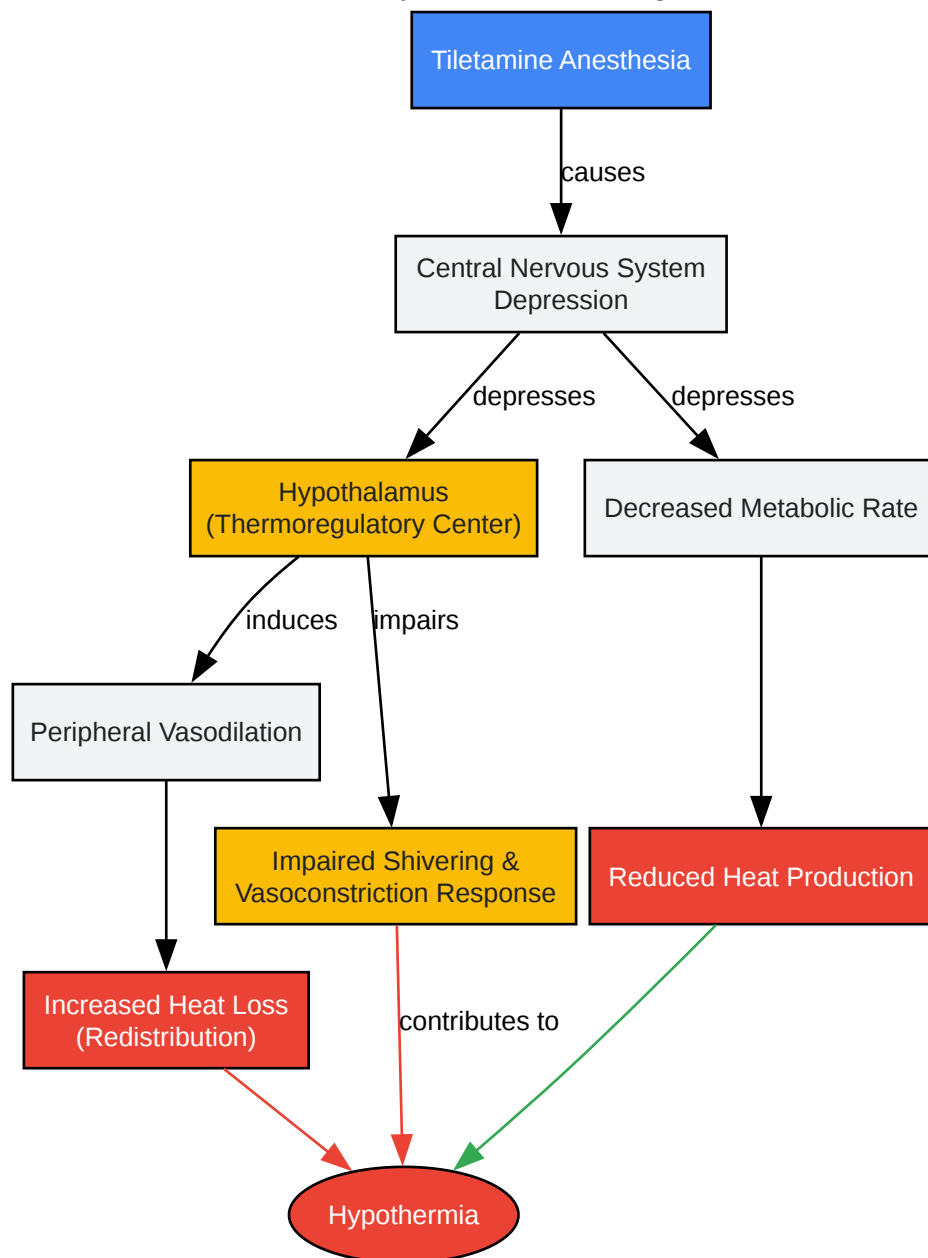 Tiletamine Anesthesia
causes
Central Nervous System
Depression
depresses
depresses
Hypothalamus
(Thermoregulatory Center)
Decreased Metabolic Rate
induces
impairs
Peripheral Vasodilation
Impaired Shivering &
Vasoconstriction Response
Reduced Heat Production
Increased Heat Loss
(Redistribution)
contributes to
Hypothermia